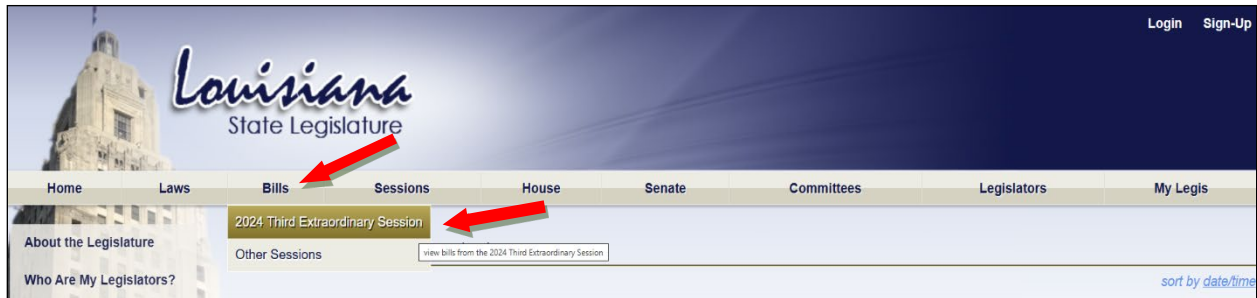 Login Sign-Up
Louisiana
State Legislature
Home Laws Bills Sessions House Senate Committees Legislators My Legis
2024 Third Extraordinary Session
About the Legislature
Other Sessions
view bills from the 2024 Third Extraordinary Session
Who Are My Legislators?
sort by date/time